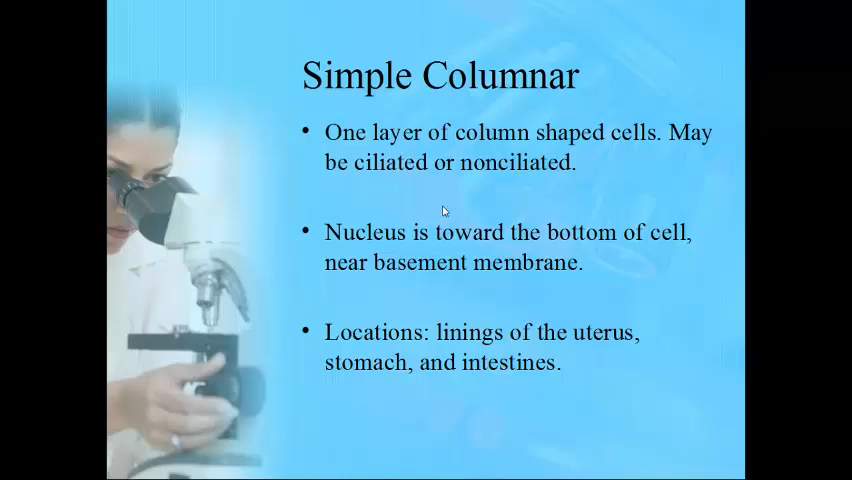 Simple Columnar
• One layer of column shaped cells. May
be ciliated or nonciliated.
• Nucleus is toward the bottom of cell,
near basement membrane.
• Locations: linings of the uterus,
stomach, and intestines.